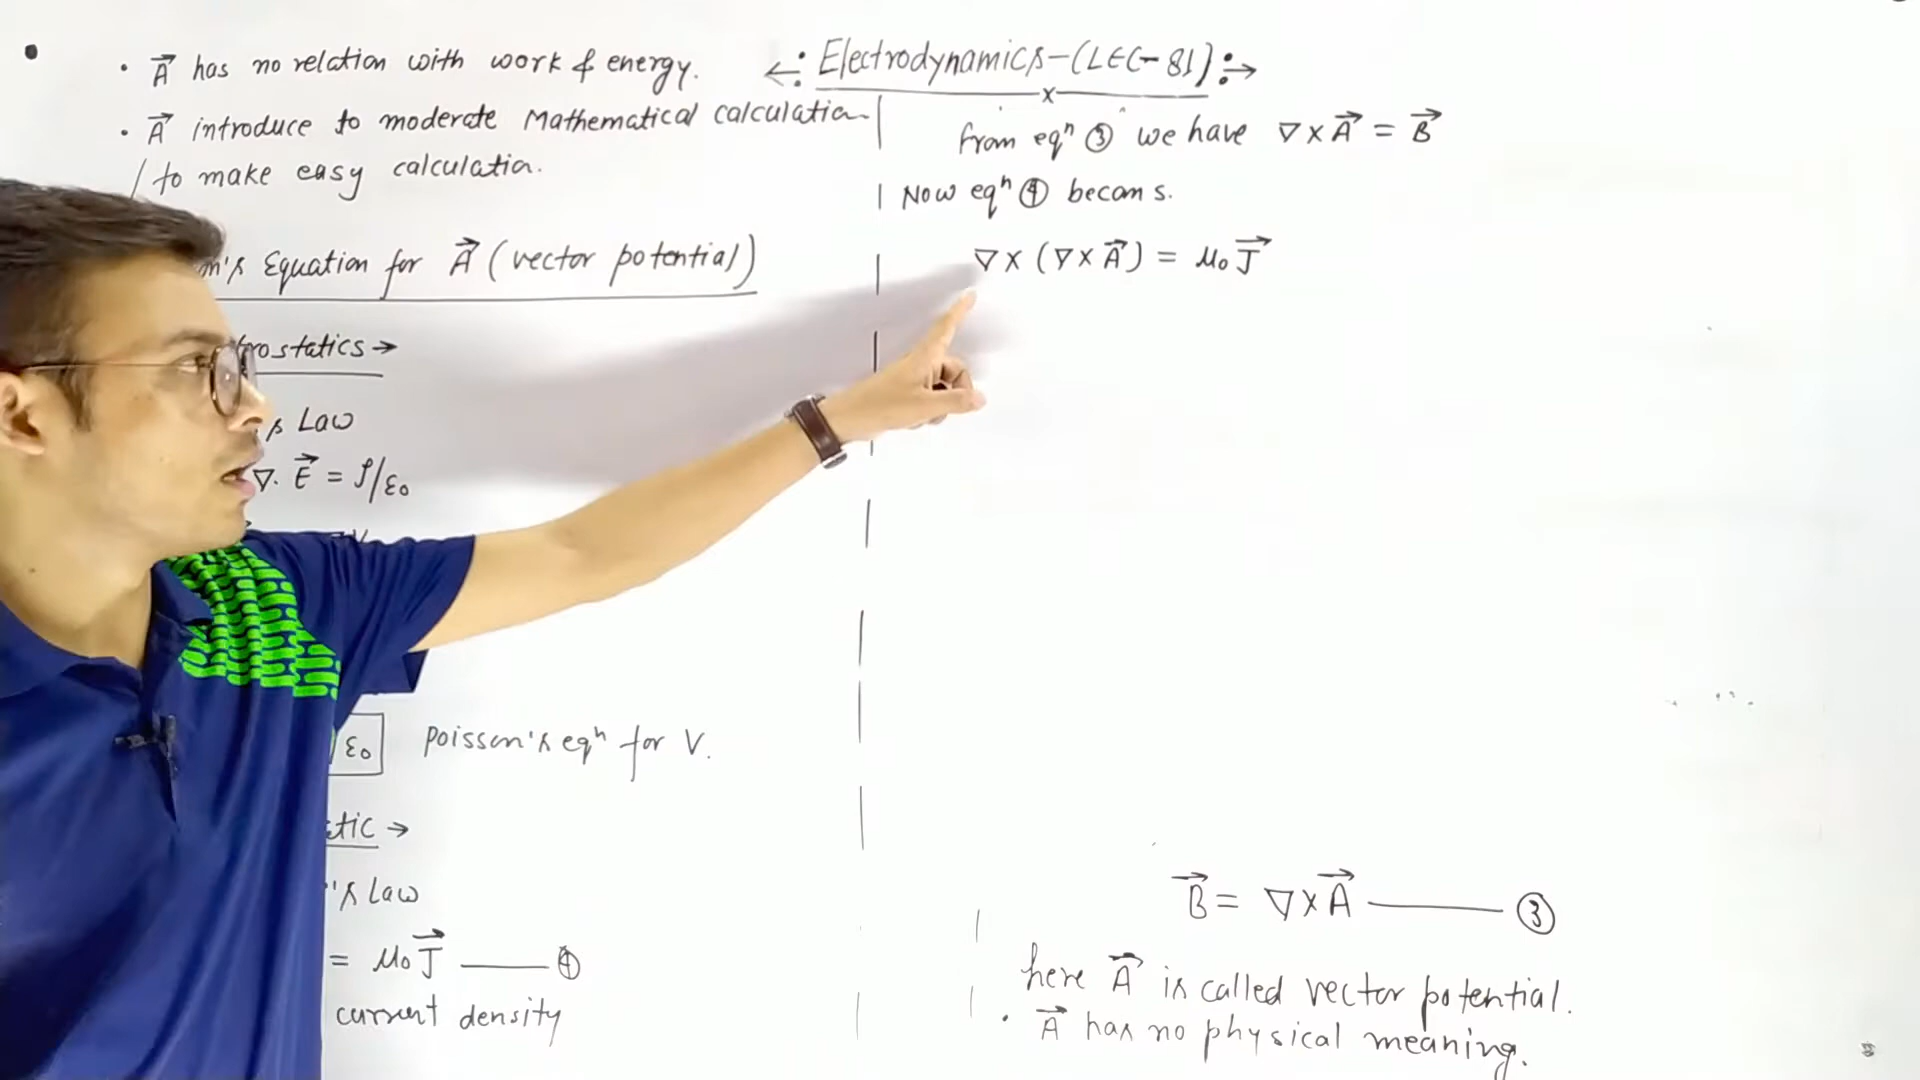 • A⃗ has no relation with work & energy.
• A⃗ introduce to moderate Mathematical calculation
/ to make easy calculation.
n's Equation for A⃗ (vector potential)
rostatics →
's Law
∇. E⃗ = ρ/ε₀
/ε₀ Poisson's eqⁿ for V.
tic →
's Law
= μ₀J⃗ —— ④
current density
←: Electrodynamics-(LEC-81) :→
x
from eqⁿ ③ we have ∇×A⃗ = B⃗
Now eqⁿ ④ becom s.
∇×(∇×A⃗) = μ₀J⃗
B⃗ = ∇×A⃗ —— ③
here A⃗ is called vector potential.
• A⃗ has no physical meaning.